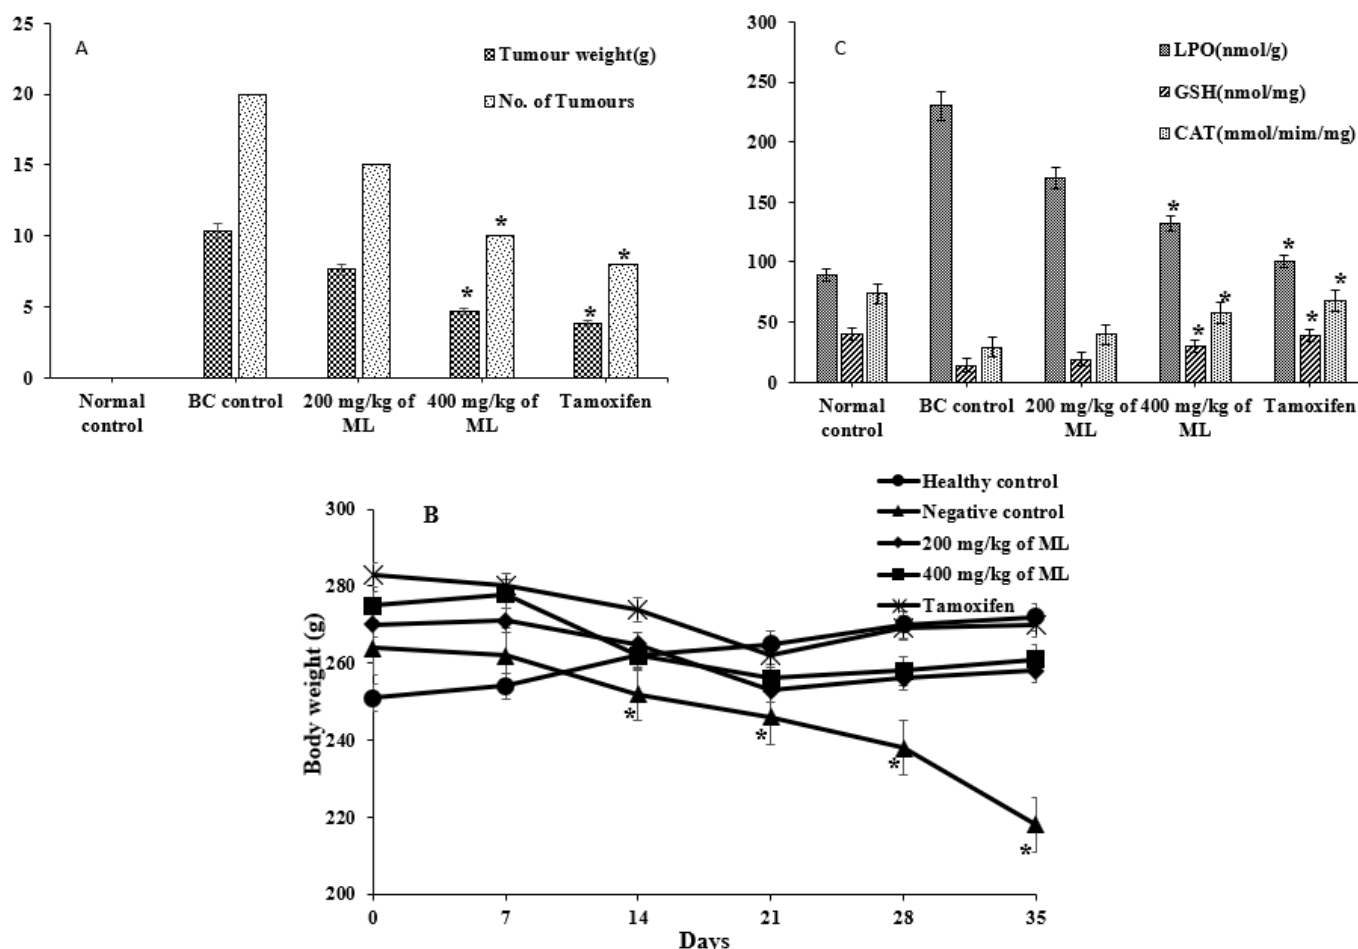 A
25
20
15
10
5
0
Tumour weight(g)
No. of Tumours
*
*
*
*
Normal
control
BC control
200 mg/kg of
ML
400 mg/kg of
ML
Tamoxifen
C
300
250
200
150
100
50
0
LPO(nmol/g)
GSH(nmol/mg)
CAT(mmol/mim/mg)
*
*
*
*
*
*
Normal
control
BC control
200 mg/kg of
ML
400 mg/kg of
ML
Tamoxifen
B
Healthy control
Negative control
200 mg/kg of ML
400 mg/kg of ML
Tamoxifen
Body weight (g)
300
280
260
240
220
200
*
*
*
*
0 7 14 21 28 35
Days